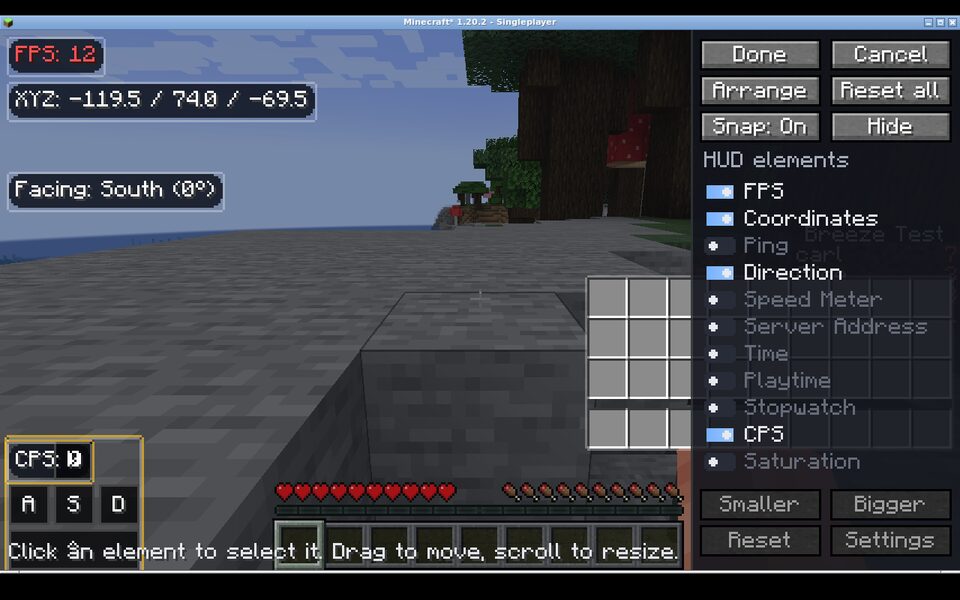 Minecraft* 1.20.2 - Singleplayer
FPS: 12
XYZ: -119.5 / 74.0 / -69.5
Facing: South (0°)
CPS: 0
A S D
Click an element to select it. Drag to move, scroll to resize.
Done Cancel
Arrange Reset all
Snap: On Hide
HUD elements
FPS
Coordinates
Breeze Test
Ping
carl
Direction
Speed Meter
Server Address
Time
Playtime
Stopwatch
CPS
Saturation
Smaller Bigger
Reset Settings